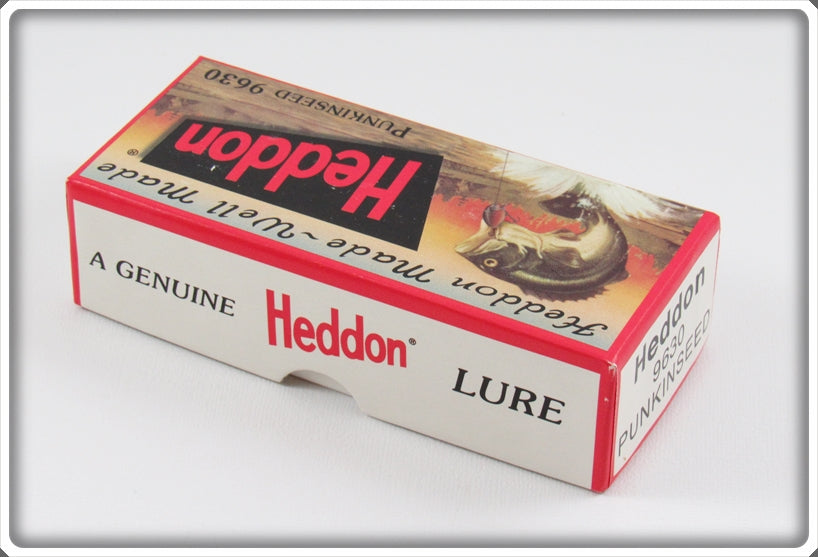 PUNKINSEED 9630
Heddon®
Heddon Made ~ Well Made
A GENUINE Heddon® LURE
Heddon
9630
PUNKINSEED